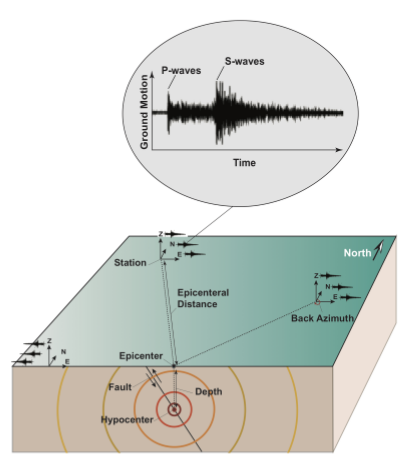 S-waves
P-waves
Ground Motion
Time
Z
N
E
North
Station
Z
N
E
Epicenteral
Distance
Back Azimuth
Z
N
E
Epicenter
Fault
Depth
Hypocenter